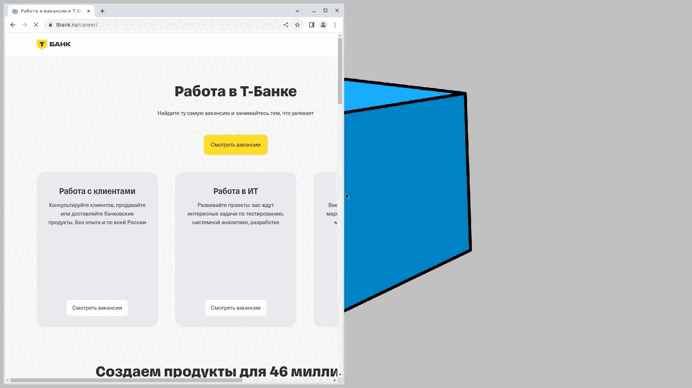 Работа и вакансии в Т-Б
tbank.ru/career/
Т БАНК
Работа в Т-Банке
Найдите ту самую вакансию и занимайтесь тем, что увлекает
Смотреть вакансии
Работа с клиентами
Консультируйте клиентов, продавайте
или доставляйте банковские
продукты. Без опыта и по всей России
Смотреть вакансии
Работа в ИТ
Развивайте проекты: вас ждут
интересные задачи по тестированию,
системной аналитике, разработке
Смотреть вакансии
Создаем продукты для 46 милли